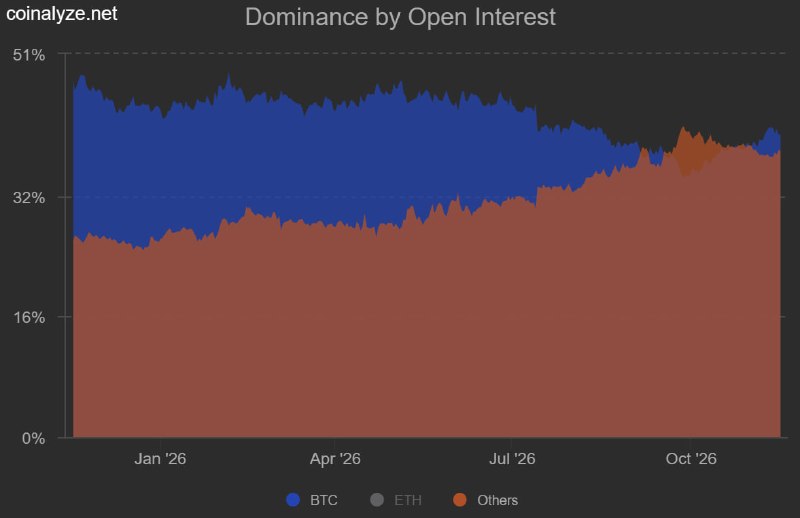 coinalyze.net
Dominance by Open Interest
51%
32%
16%
0%
Jan '26
Apr '26
Jul '26
Oct '26
BTC
ETH
Others